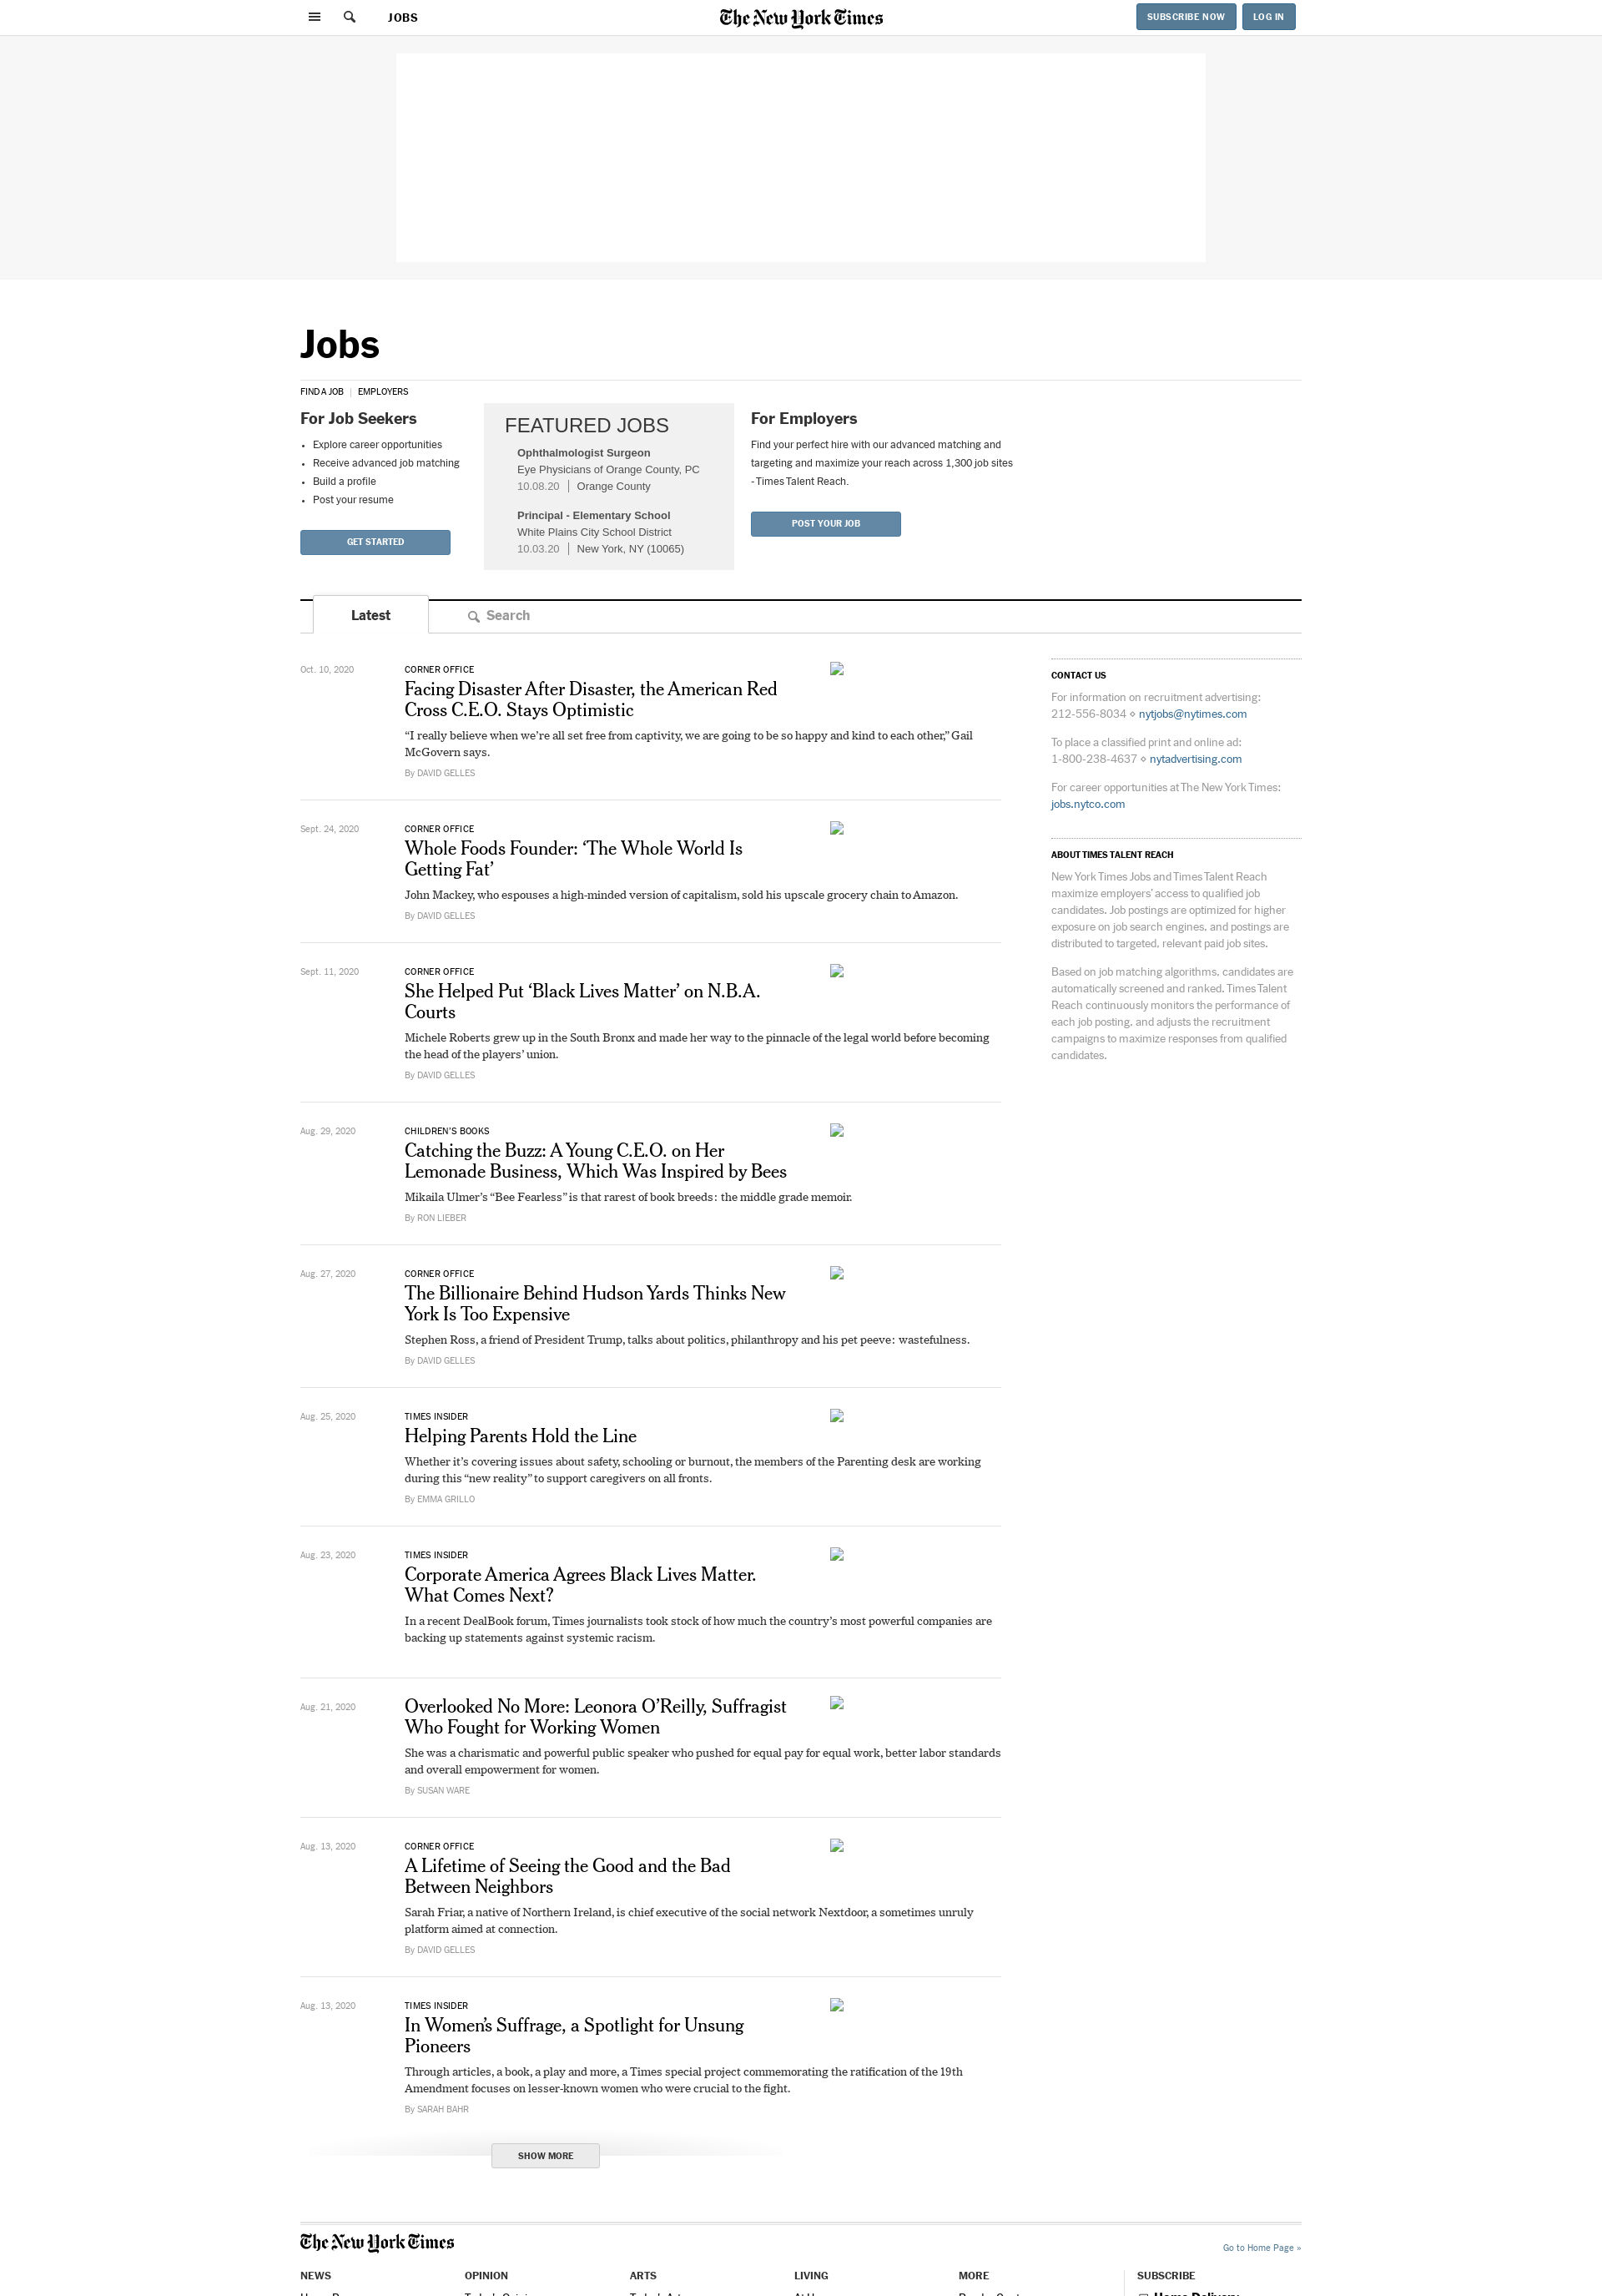 JOBS
The New York Times
SUBSCRIBE NOW
LOG IN
Jobs
FIND A JOB | EMPLOYERS
For Job Seekers
Explore career opportunities
Receive advanced job matching
Build a profile
Post your resume
GET STARTED
FEATURED JOBS
Ophthalmologist Surgeon
Eye Physicians of Orange County, PC
10.08.20 | Orange County
Principal - Elementary School
White Plains City School District
10.03.20 | New York, NY (10065)
For Employers
Find your perfect hire with our advanced matching and
targeting and maximize your reach across 1,300 job sites
- Times Talent Reach.
POST YOUR JOB
Latest
Search
Oct. 10, 2020
CORNER OFFICE
Facing Disaster After Disaster, the American Red
Cross C.E.O. Stays Optimistic
“I really believe when we’re all set free from captivity, we are going to be so happy and kind to each other,” Gail
McGovern says.
By DAVID GELLES
Sept. 24, 2020
CORNER OFFICE
Whole Foods Founder: ‘The Whole World Is
Getting Fat’
John Mackey, who espouses a high-minded version of capitalism, sold his upscale grocery chain to Amazon.
By DAVID GELLES
Sept. 11, 2020
CORNER OFFICE
She Helped Put ‘Black Lives Matter’ on N.B.A.
Courts
Michele Roberts grew up in the South Bronx and made her way to the pinnacle of the legal world before becoming
the head of the players’ union.
By DAVID GELLES
Aug. 29, 2020
CHILDREN’S BOOKS
Catching the Buzz: A Young C.E.O. on Her
Lemonade Business, Which Was Inspired by Bees
Mikaila Ulmer’s “Bee Fearless” is that rarest of book breeds: the middle grade memoir.
By RON LIEBER
Aug. 27, 2020
CORNER OFFICE
The Billionaire Behind Hudson Yards Thinks New
York Is Too Expensive
Stephen Ross, a friend of President Trump, talks about politics, philanthropy and his pet peeve: wastefulness.
By DAVID GELLES
Aug. 25, 2020
TIMES INSIDER
Helping Parents Hold the Line
Whether it’s covering issues about safety, schooling or burnout, the members of the Parenting desk are working
during this “new reality” to support caregivers on all fronts.
By EMMA GRILLO
Aug. 23, 2020
TIMES INSIDER
Corporate America Agrees Black Lives Matter.
What Comes Next?
In a recent DealBook forum, Times journalists took stock of how much the country’s most powerful companies are
backing up statements against systemic racism.
Aug. 21, 2020
Overlooked No More: Leonora O’Reilly, Suffragist
Who Fought for Working Women
She was a charismatic and powerful public speaker who pushed for equal pay for equal work, better labor standards
and overall empowerment for women.
By SUSAN WARE
Aug. 13, 2020
CORNER OFFICE
A Lifetime of Seeing the Good and the Bad
Between Neighbors
Sarah Friar, a native of Northern Ireland, is chief executive of the social network Nextdoor, a sometimes unruly
platform aimed at connection.
By DAVID GELLES
Aug. 13, 2020
TIMES INSIDER
In Women’s Suffrage, a Spotlight for Unsung
Pioneers
Through articles, a book, a play and more, a Times special project commemorating the ratification of the 19th
Amendment focuses on lesser-known women who were crucial to the fight.
By SARAH BAHR
SHOW MORE
CONTACT US
For information on recruitment advertising:
212-556-8034 ⋄ nytjobs@nytimes.com
To place a classified print and online ad:
1-800-238-4637 ⋄ nytadvertising.com
For career opportunities at The New York Times:
jobs.nytco.com
ABOUT TIMES TALENT REACH
New York Times Jobs and Times Talent Reach
maximize employers’ access to qualified job
candidates. Job postings are optimized for higher
exposure on job search engines, and postings are
distributed to targeted, relevant paid job sites.
Based on job matching algorithms, candidates are
automatically screened and ranked. Times Talent
Reach continuously monitors the performance of
each job posting, and adjusts the recruitment
campaigns to maximize responses from qualified
candidates.
The New York Times
Go to Home Page »
NEWS
OPINION
ARTS
LIVING
MORE
SUBSCRIBE